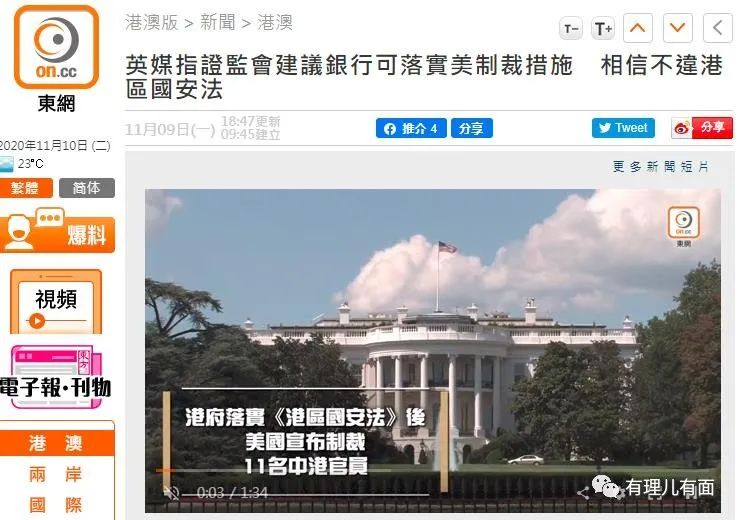 on.cc
東網
2020年11月10日 (二)
23°C
繁體
简体
爆料
視頻
東方
電子報‧刊物
港 澳
兩 岸
國 際
港澳版 > 新聞 > 港澳
T−
T+
英媒指證監會建議銀行可落實美制裁措施　相信不違港
區國安法
11月09日(一)
18:47更新
09:45建立
推介 4
分享
Tweet
分享
更多新聞短片
on.cc
東網
港府落實《港區國安法》後
美國宣布制裁
11名中港官員
0:03 / 1:34
有理儿有面